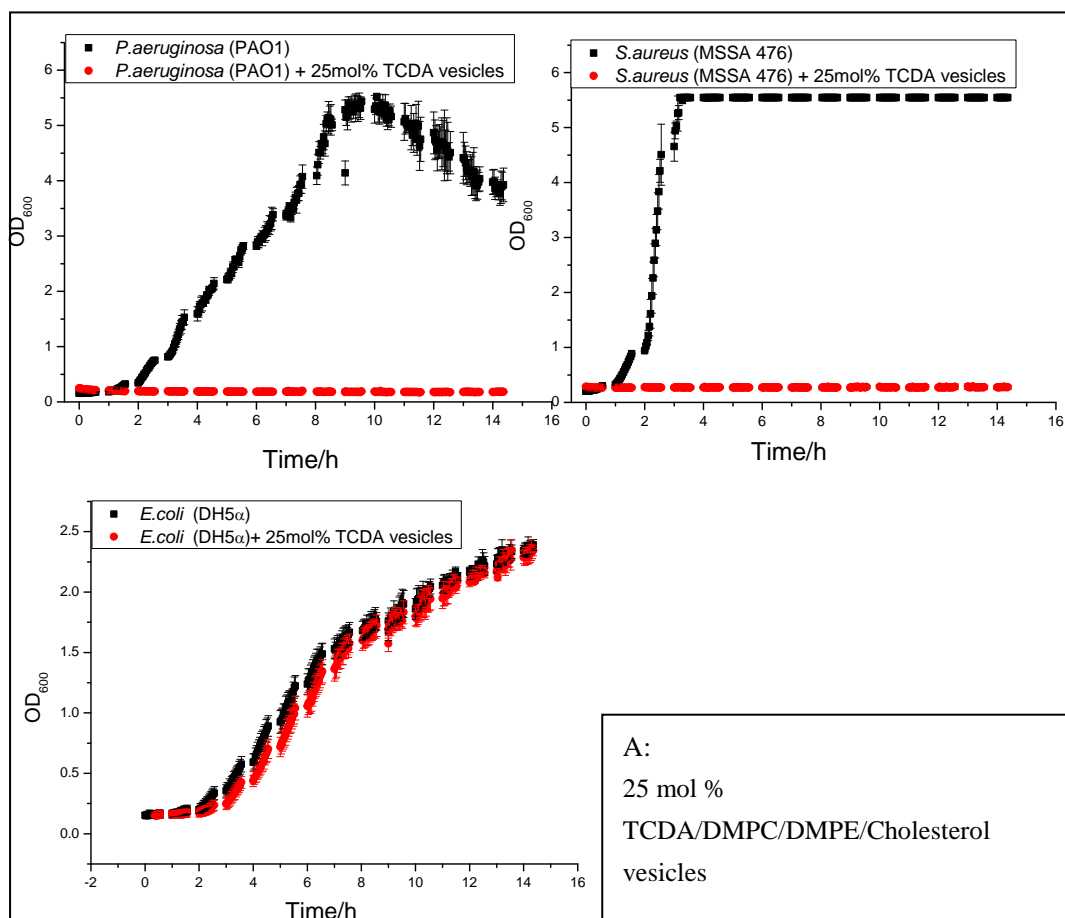 P.aeruginosa (PAO1)
P.aeruginosa (PAO1) + 25mol% TCDA vesicles
6
5
4
3
2
1
0
OD600
0 2 4 6 8 10 12 14 16
Time/h
S.aureus (MSSA 476)
S.aureus (MSSA 476) + 25mol% TCDA vesicles
6
5
4
3
2
1
0
OD600
0 2 4 6 8 10 12 14 16
Time/h
E.coli (DH5α)
E.coli (DH5α)+ 25mol% TCDA vesicles
2.5
2.0
1.5
1.0
0.5
0.0
OD600
-2 0 2 4 6 8 10 12 14 16
Time/h
A:
25 mol %
TCDA/DMPC/DMPE/Cholesterol
vesicles